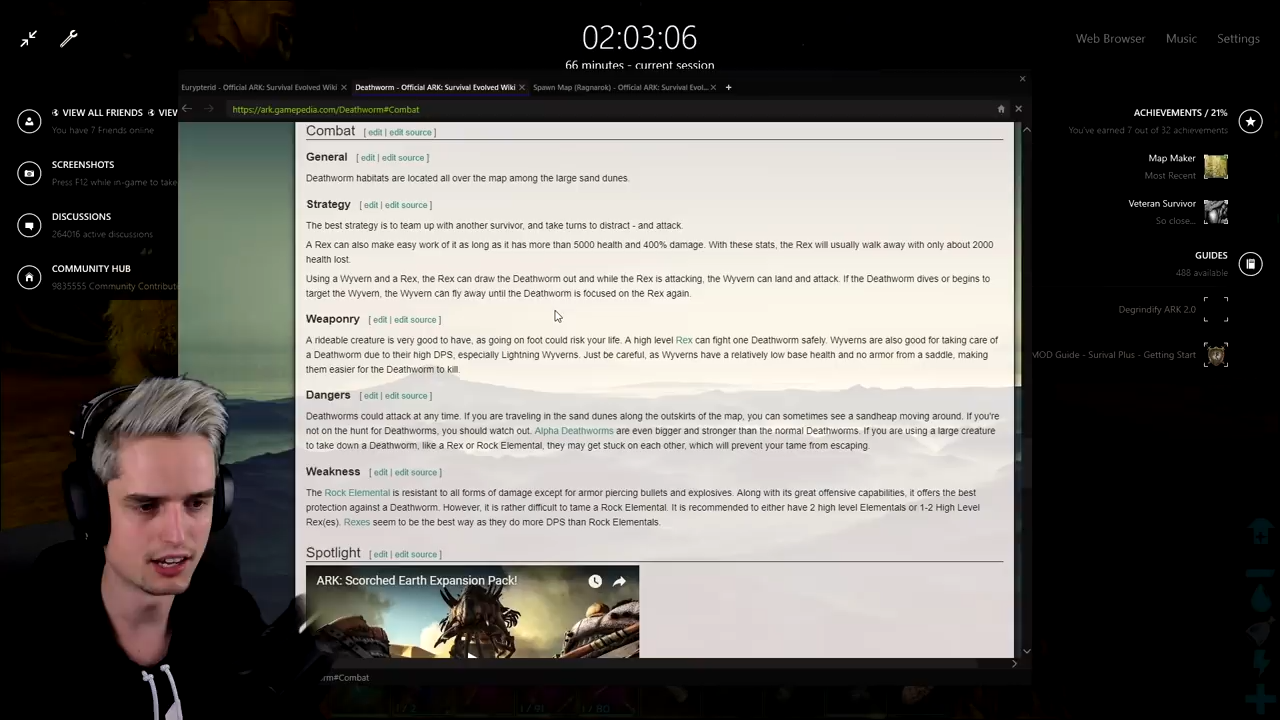 02:03:06
66 minutes - current session
Web Browser Music Settings
VIEW ALL FRIENDS VIEW
You have 7 Friends online
SCREENSHOTS
Press F12 while in-game to take
DISCUSSIONS
264016 active discussions
COMMUNITY HUB
9835555 Community Contributi
Eurypterid - Official ARK: Survival Evolved Wiki
Deathworm - Official ARK: Survival Evolved Wiki
Spawn Map (Ragnarok) - Official ARK: Survival Evol...
https://ark.gamepedia.com/Deathworm#Combat
Combat [ edit | edit source ]
General [ edit | edit source ]
Deathworm habitats are located all over the map among the large sand dunes.
Strategy [ edit | edit source ]
The best strategy is to team up with another survivor, and take turns to distract - and attack.
A Rex can also make easy work of it as long as it has more than 5000 health and 400% damage. With these stats, the Rex will usually walk away with only about 2000
health lost.
Using a Wyvern and a Rex, the Rex can draw the Deathworm out and while the Rex is attacking, the Wyvern can land and attack. If the Deathworm dives or begins to
target the Wyvern, the Wyvern can fly away until the Deathworm is focused on the Rex again.
Weaponry [ edit | edit source ]
A rideable creature is very good to have, as going on foot could risk your life. A high level Rex can fight one Deathworm safely. Wyverns are also good for taking care of
a Deathworm due to their high DPS, especially Lightning Wyverns. Just be careful, as Wyverns have a relatively low base health and no armor from a saddle, making
them easier for the Deathworm to kill.
Dangers [ edit | edit source ]
Deathworms could attack at any time. If you are traveling in the sand dunes along the outskirts of the map, you can sometimes see a sandheap moving around. If you're
not on the hunt for Deathworms, you should watch out. Alpha Deathworms are even bigger and stronger than the normal Deathworms. If you are using a large creature
to take down a Deathworm, like a Rex or Rock Elemental, they may get stuck on each other, which will prevent your tame from escaping.
Weakness [ edit | edit source ]
The Rock Elemental is resistant to all forms of damage except for armor piercing bullets and explosives. Along with its great offensive capabilities, it offers the best
protection against a Deathworm. However, it is rather difficult to tame a Rock Elemental. It is recommended to either have 2 high level Elementals or 1-2 High Level
Rex(es). Rexes seem to be the best way as they do more DPS than Rock Elementals.
Spotlight [ edit | edit source ]
ARK: Scorched Earth Expansion Pack!
rm#Combat
ACHIEVEMENTS / 21%
You've earned 7 out of 32 achievements
Map Maker
Most Recent
Veteran Survivor
So close...
GUIDES
488 available
Degrindify ARK 2.0
MOD Guide - Surival Plus - Getting Start